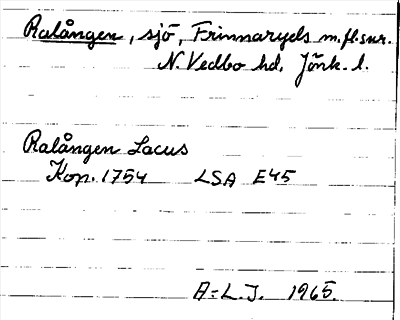 Ralången, sjö, Frinnaryds m.fl. snr.
N. Vedbo hd, Jönk. l.
Ralången Lacus
Kop. 1754 LSA E45
A-L. J. 1965.